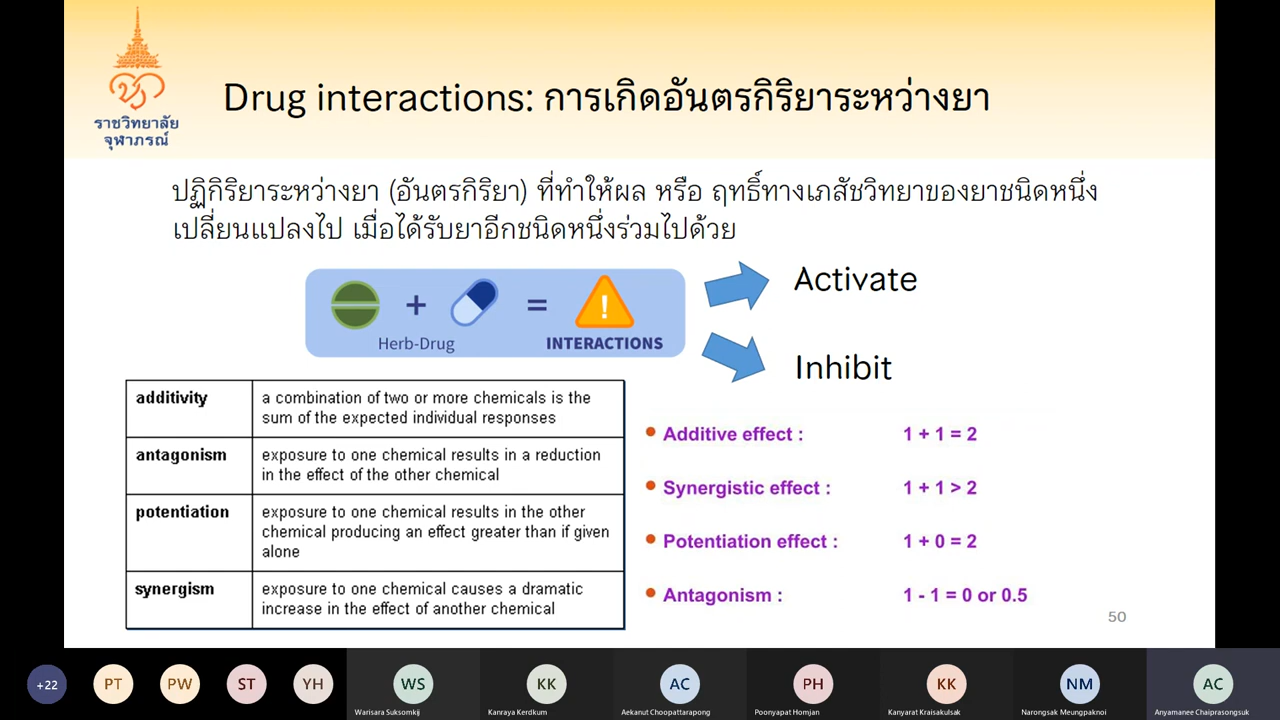 ราชวิทยาลัย
จุฬาภรณ์
Drug interactions: การเกิดอันตรกิริยาระหว่างยา
ปฏิกิริยาระหว่างยา (อันตรกิริยา) ที่ทำให้ผล หรือ ฤทธิ์ทางเภสัชวิทยาของยาชนิดหนึ่ง
เปลี่ยนแปลงไป เมื่อได้รับยาอีกชนิดหนึ่งร่วมไปด้วย
+ = !
Herb-Drug INTERACTIONS
Activate
Inhibit
additivity a combination of two or more chemicals is the
sum of the expected individual responses
antagonism exposure to one chemical results in a reduction
in the effect of the other chemical
potentiation exposure to one chemical results in the other
chemical producing an effect greater than if given
alone
synergism exposure to one chemical causes a dramatic
increase in the effect of another chemical
Additive effect : 1 + 1 = 2
Synergistic effect : 1 + 1 > 2
Potentiation effect : 1 + 0 = 2
Antagonism : 1 - 1 = 0 or 0.5
50
+22 PT PW ST YH WS KK AC PH KK NM AC
Warisara Suksomkij Kanraya Kerdkum Aekanut Choopattarapong Poonyapat Homjan Kanyarat Kraisakulsak Narongsak Meungpaknoi Anyamanee Chaiprasongsuk